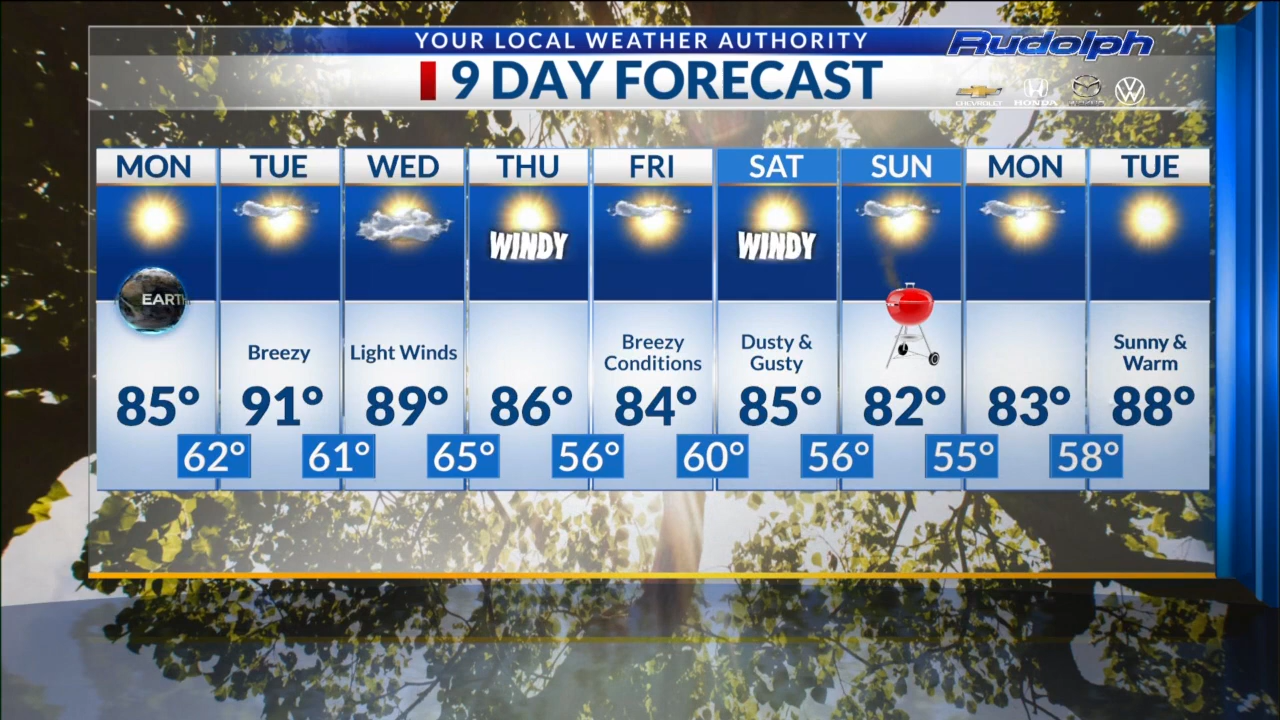 YOUR LOCAL WEATHER AUTHORITY
Rudolph
9 DAY FORECAST
CHEVROLET
HONDA
MON TUE WED THU FRI SAT SUN MON TUE
WINDY WINDY
EARTH
Breezy Light Winds Breezy Conditions Dusty & Gusty Sunny & Warm
85° 91° 89° 86° 84° 85° 82° 83° 88°
62° 61° 65° 56° 60° 56° 55° 58°